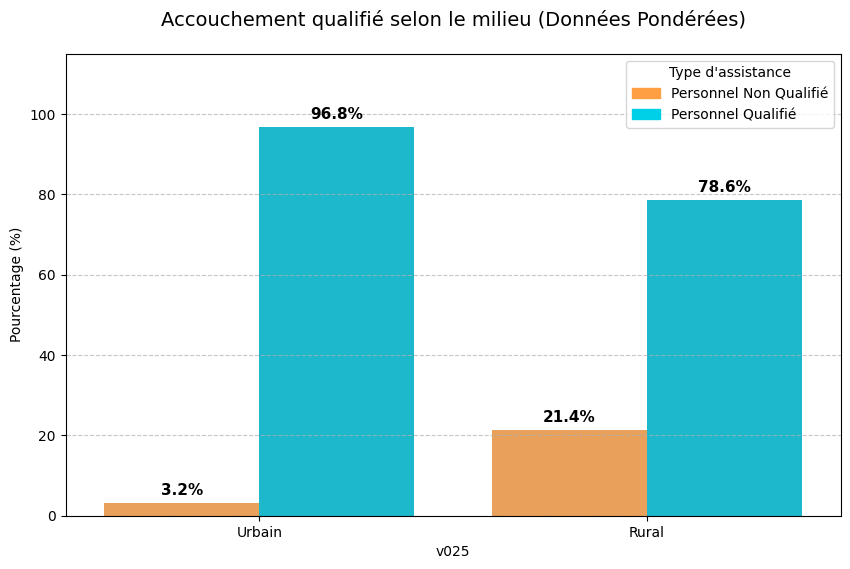 Accouchement qualifié selon le milieu (Données Pondérées)
Type d'assistance
Personnel Non Qualifié
Personnel Qualifié
Pourcentage (%)
100
80
60
40
20
0
96.8%
78.6%
21.4%
3.2%
Urbain
Rural
v025